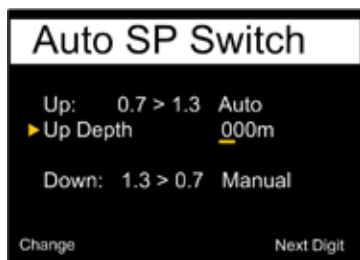 Auto SP Switch
Up: 0.7 > 1.3 Auto
Up Depth 000m
Down: 1.3 > 0.7 Manual
Change Next Digit